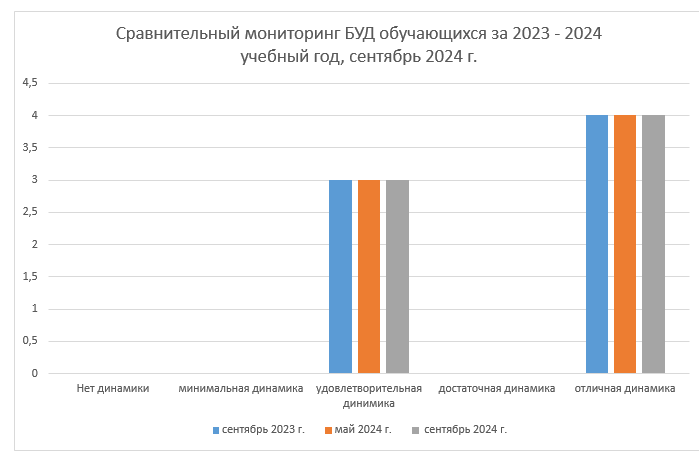 Сравнительный мониторинг БУД обучающихся за 2023 - 2024
учебный год, сентябрь 2024 г.
4,5
4
3,5
3
2,5
2
1,5
1
0,5
0
Нет динамики минимальная динамика удовлетворительная достаточная динамика отличная динамика
динимика
сентябрь 2023 г. май 2024 г. сентябрь 2024 г.